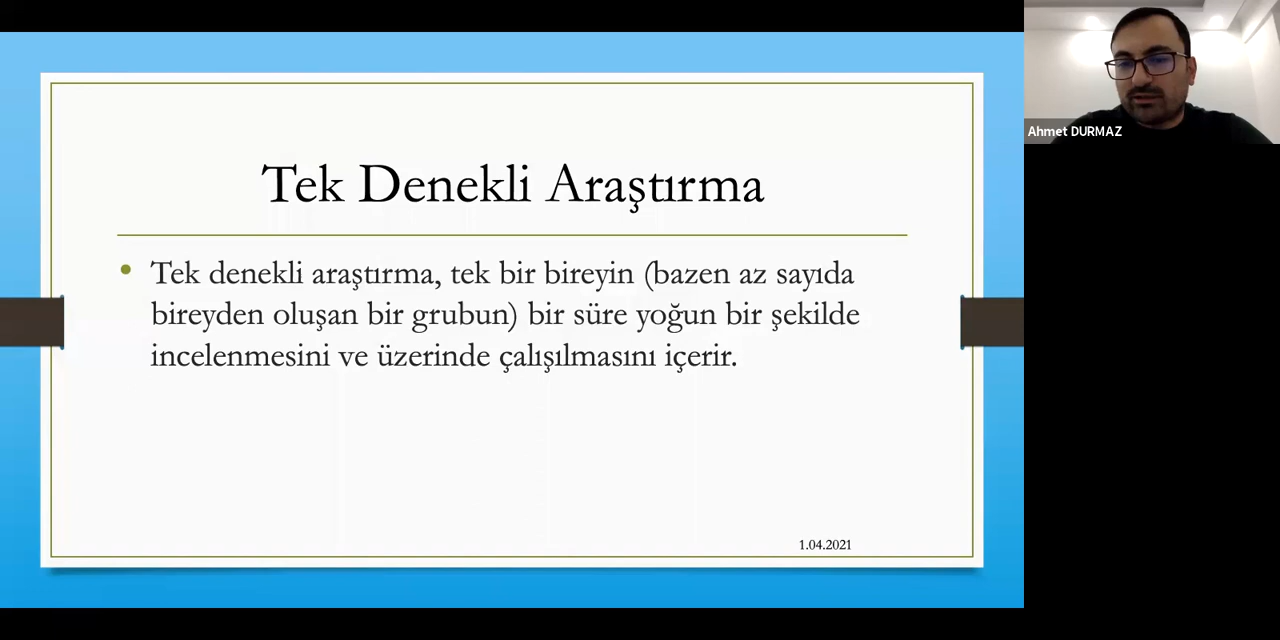 Tek Denekli Araştırma
Tek denekli araştırma, tek bir bireyin (bazen az sayıda
bireyden oluşan bir grubun) bir süre yoğun bir şekilde
incelenmesini ve üzerinde çalışılmasını içerir.
1.04.2021
Ahmet DURMAZ